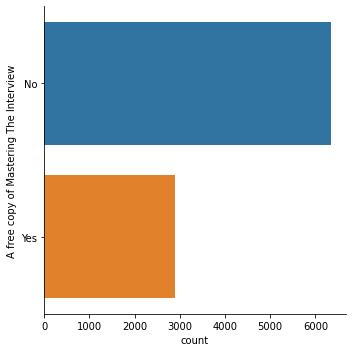 A free copy of Mastering The Interview
No
Yes
0 1000 2000 3000 4000 5000 6000
count